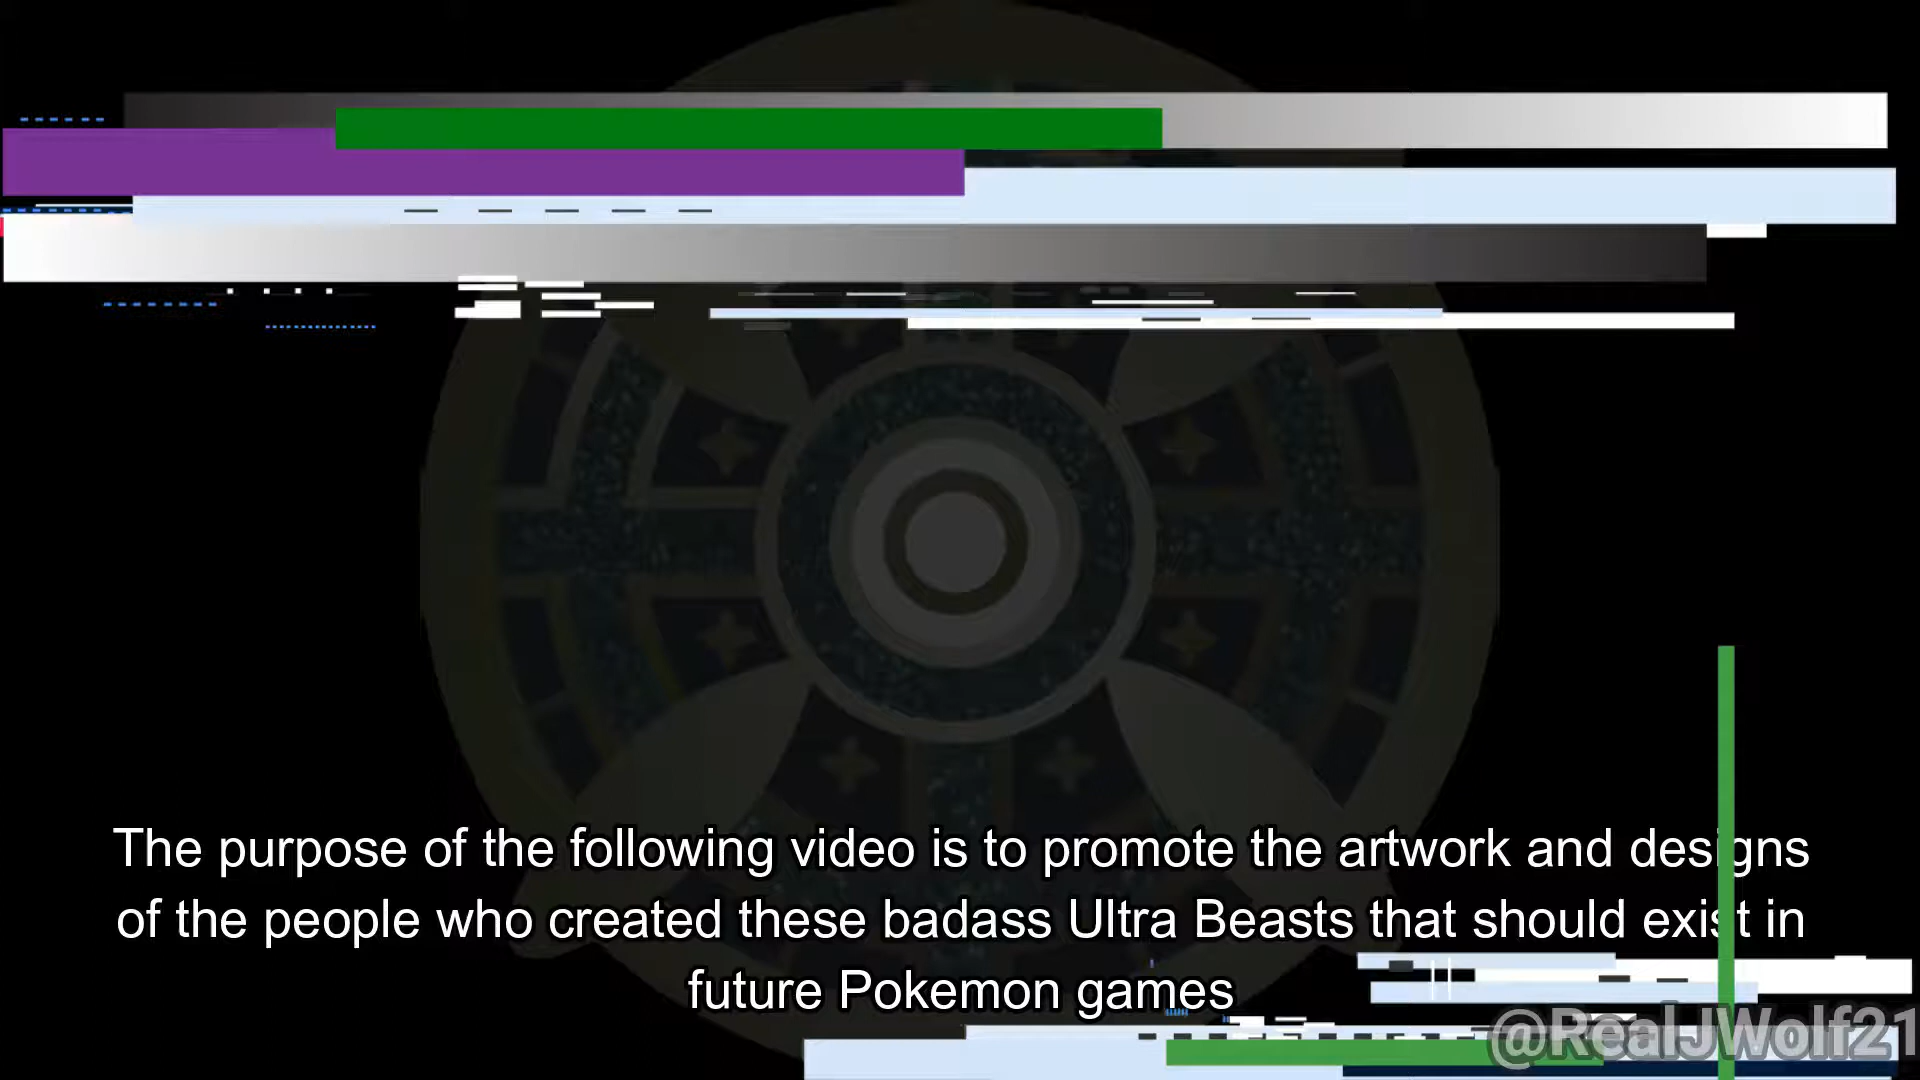 The purpose of the following video is to promote the artwork and designs
of the people who created these badass Ultra Beasts that should exist in
future Pokemon games
@RealJWolf21